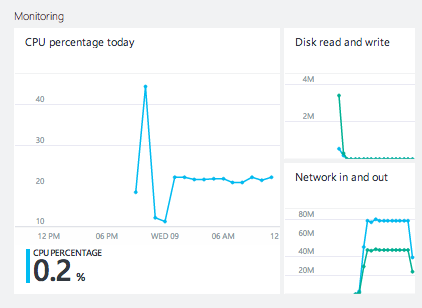 Monitoring
CPU percentage today
40
30
20
10
12 PM 06 PM WED 09 06 AM 12
CPU PERCENTAGE
0.2 %
Disk read and write
4M
2M
Network in and out
80M
60M
40M
20M